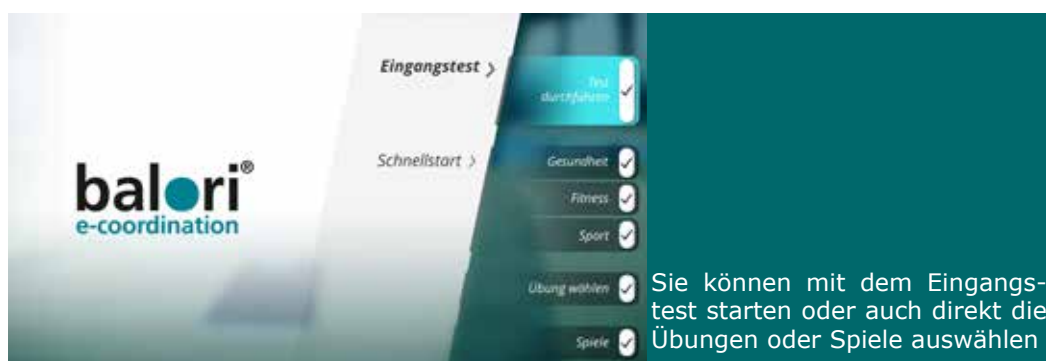 balori®
e-coordination
Eingangstest >
Schnellstart >
Test
durchführen
Gesundheit
Fitness
Sport
Übung wählen
Spiele
Sie können mit dem Eingangs-
test starten oder auch direkt die
Übungen oder Spiele auswählen